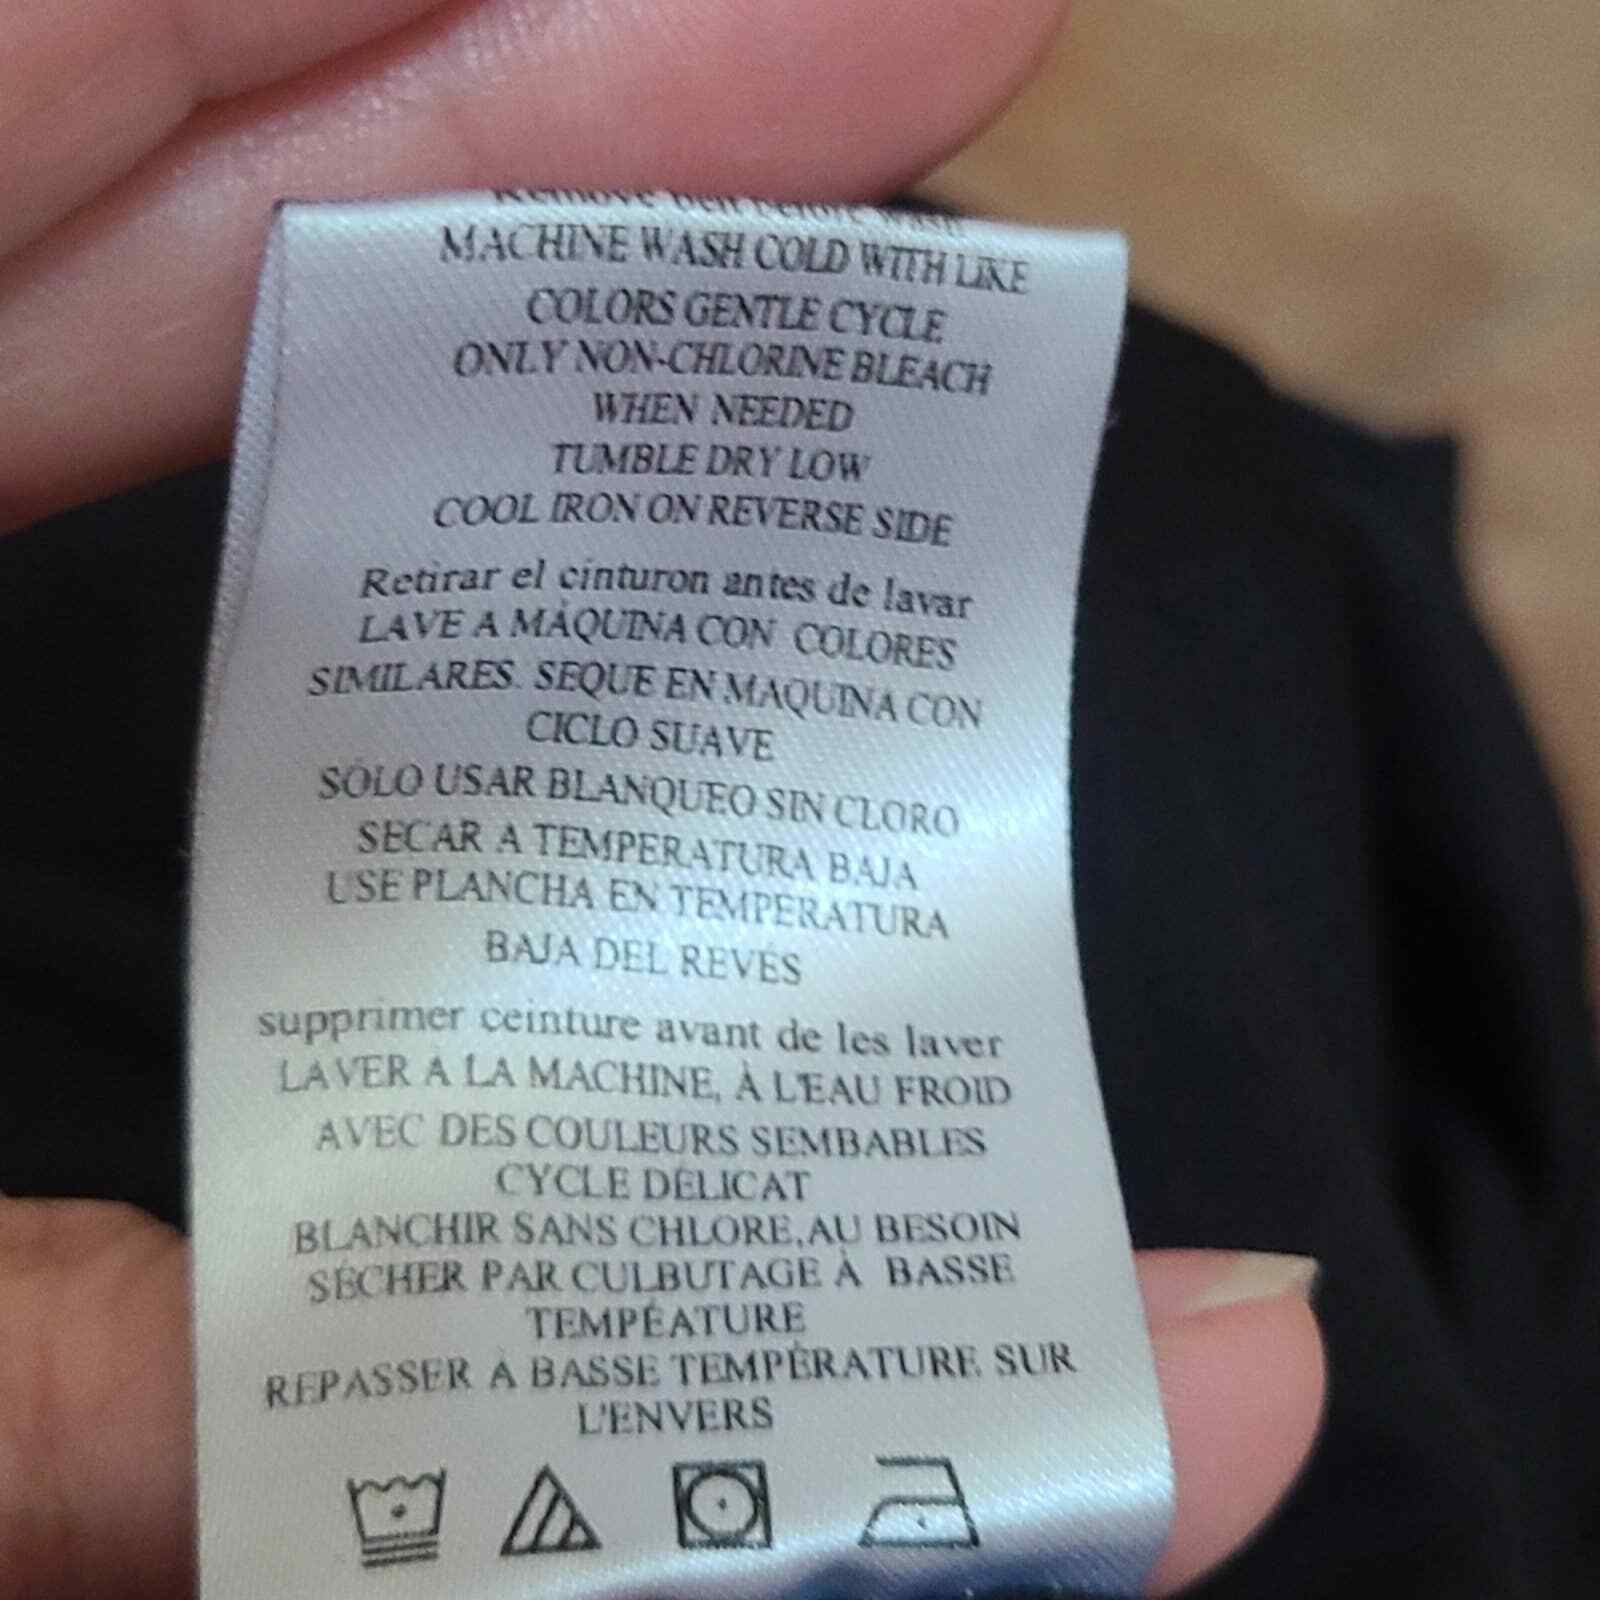 Remove belt before wash
MACHINE WASH COLD WITH LIKE
COLORS GENTLE CYCLE
ONLY NON-CHLORINE BLEACH
WHEN NEEDED
TUMBLE DRY LOW
COOL IRON ON REVERSE SIDE
Retirar el cinturon antes de lavar
LAVE A MÁQUINA CON COLORES
SIMILARES. SEQUE EN MAQUINA CON
CICLO SUAVE
SÓLO USAR BLANQUEO SIN CLORO
SECAR A TEMPERATURA BAJA
USE PLANCHA EN TEMPERATURA
BAJA DEL REVÉS
supprimer ceinture avant de les laver
LAVER À LA MACHINE, À L'EAU FROID
AVEC DES COULEURS SEMBABLES
CYCLE DÉLICAT
BLANCHIR SANS CHLORE,AU BESOIN
SÉCHER PAR CULBUTAGE À BASSE
TEMPÉATURE
REPASSER À BASSE TEMPÉRATURE SUR
L'ENVERS